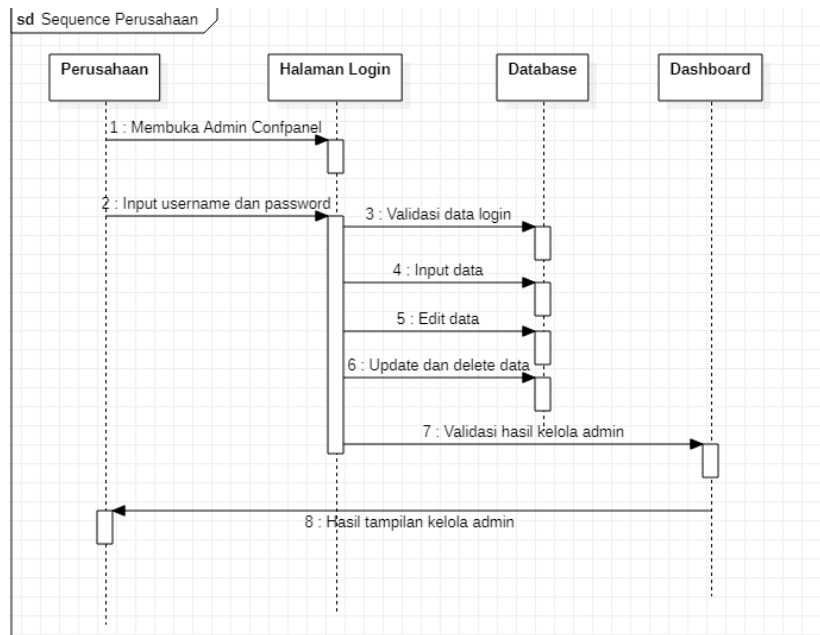 sd Sequence Perusahaan
Perusahaan
Halaman Login
Database
Dashboard
1 : Membuka Admin Confpanel
2 : Input username dan password
3 : Validasi data login
4 : Input data
5 : Edit data
6 : Update dan delete data
7 : Validasi hasil kelola admin
8 : Hasil tampilan kelola admin